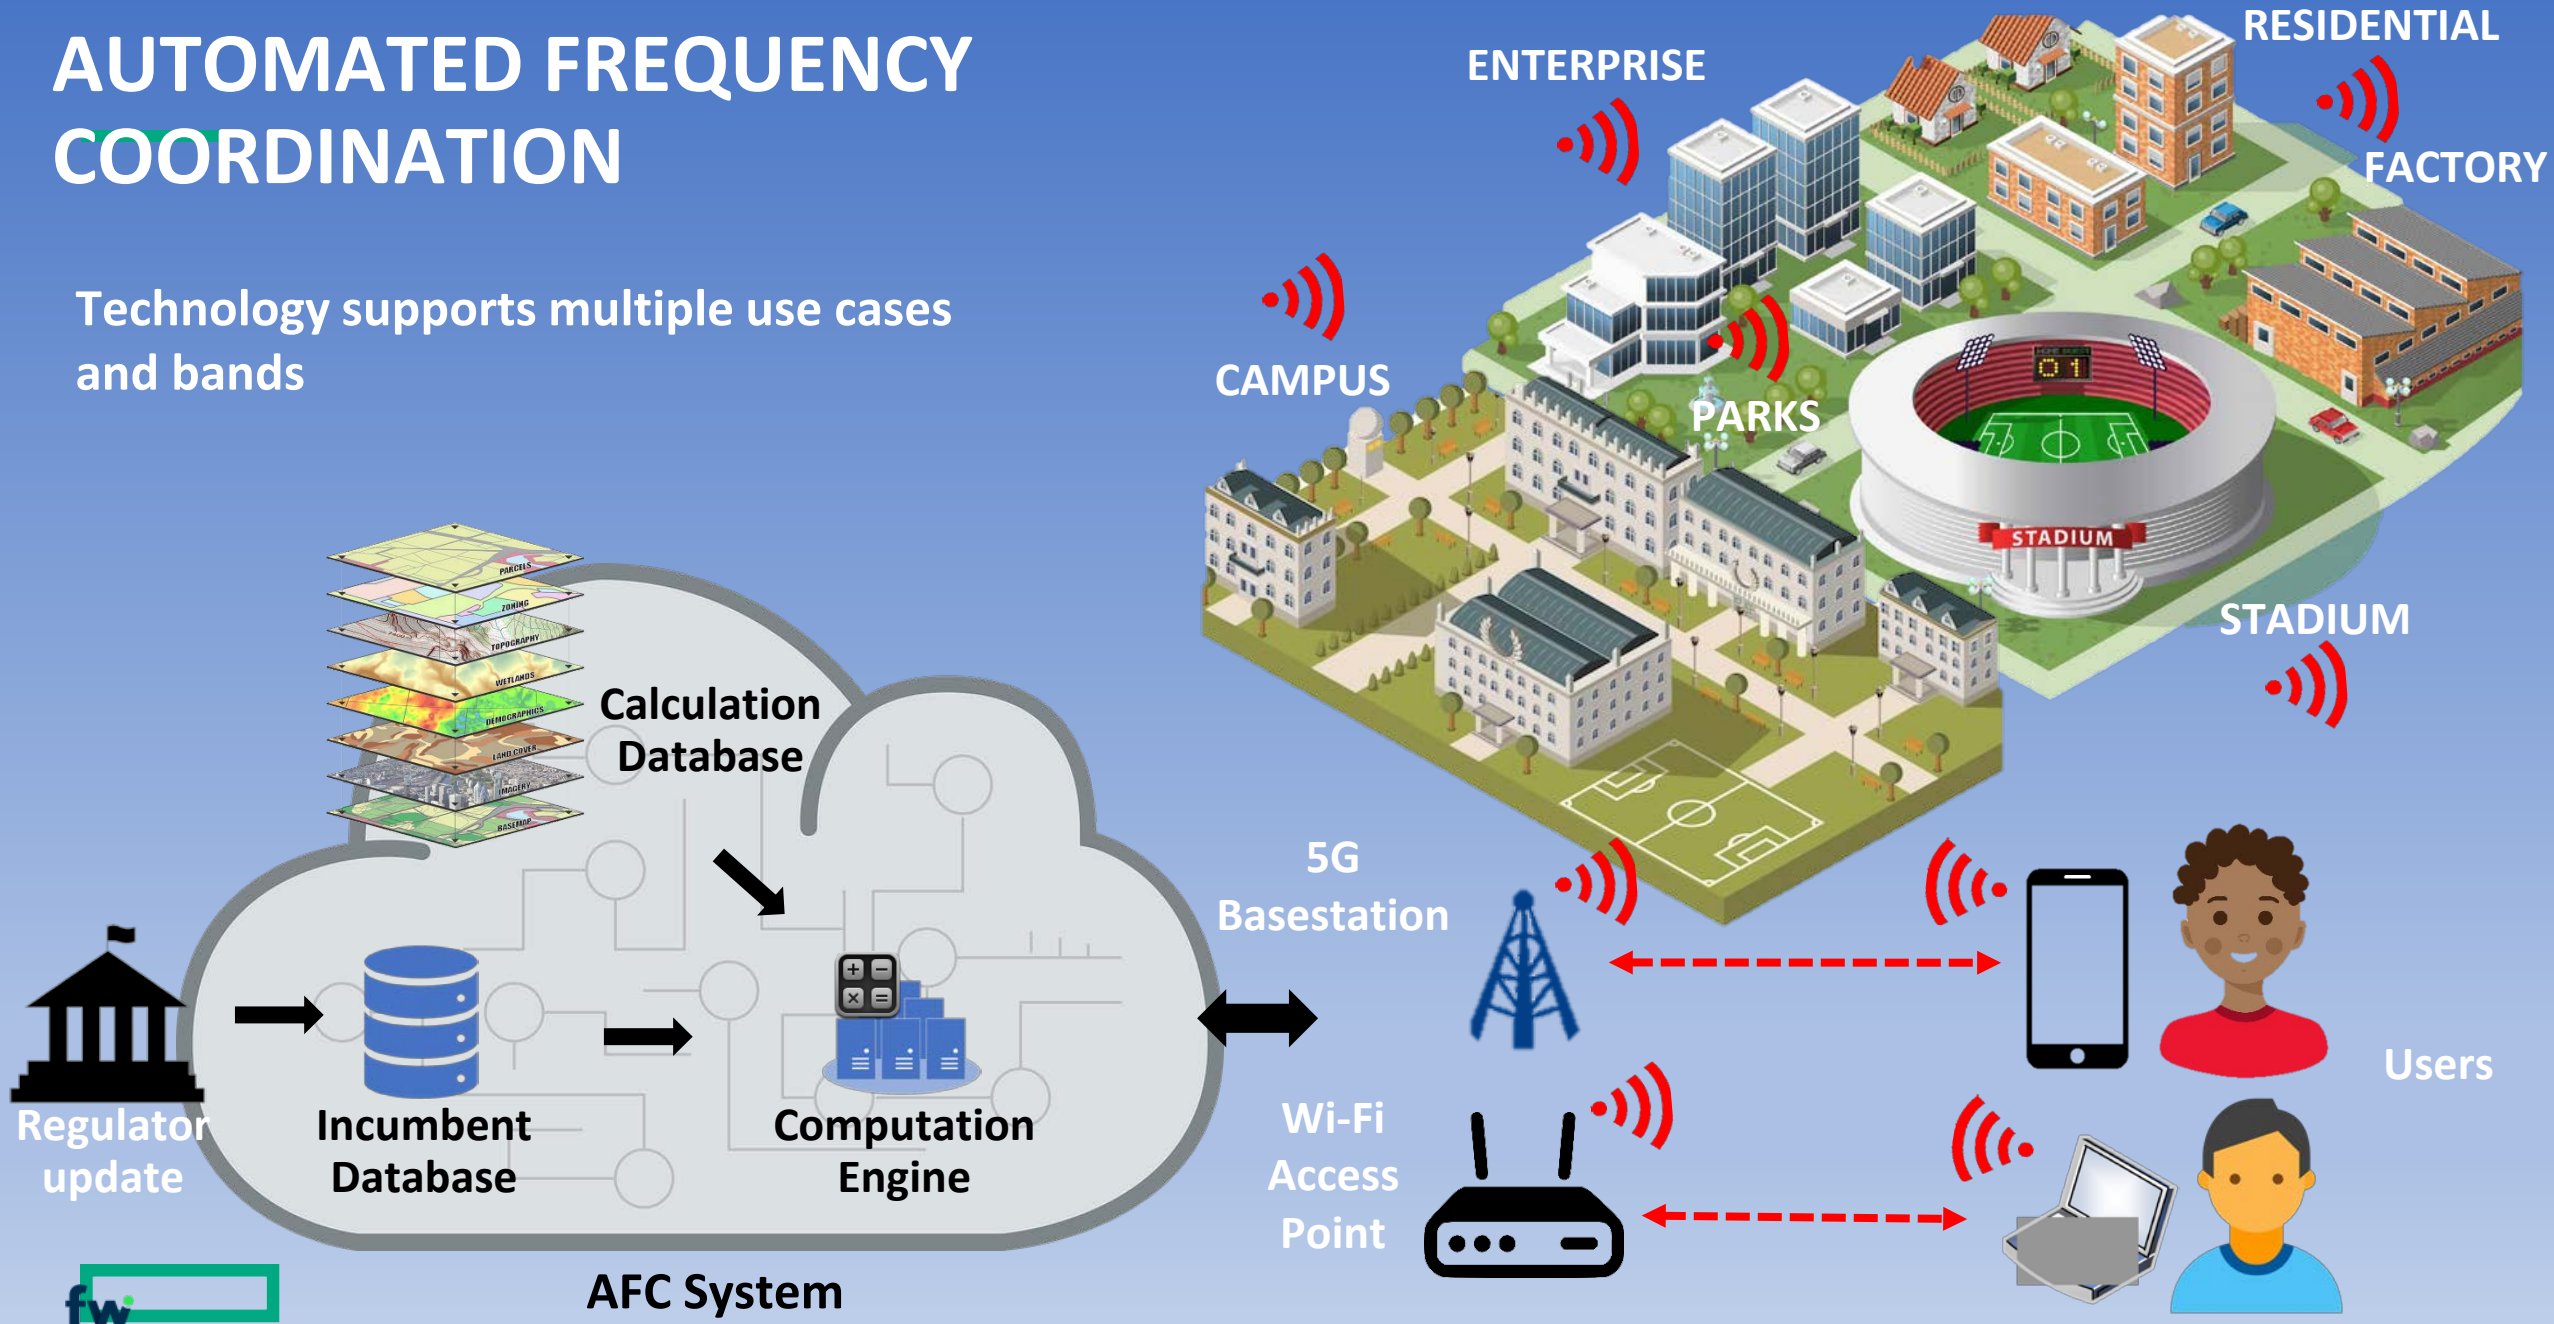 AUTOMATED FREQUENCY
COORDINATION
Technology supports multiple use cases
and bands
ENTERPRISE
RESIDENTIAL
FACTORY
CAMPUS
PARKS
01
STADIUM
STADIUM
PARCELS
ZONING
TOPOGRAPHY
WETLANDS
DEMOGRAPHICS
LAND COVER
IMAGERY
BASEMAP
Calculation
Database
Regulator
update
Incumbent
Database
Computation
Engine
AFC System
5G
Basestation
Wi-Fi
Access
Point
Users
fwi